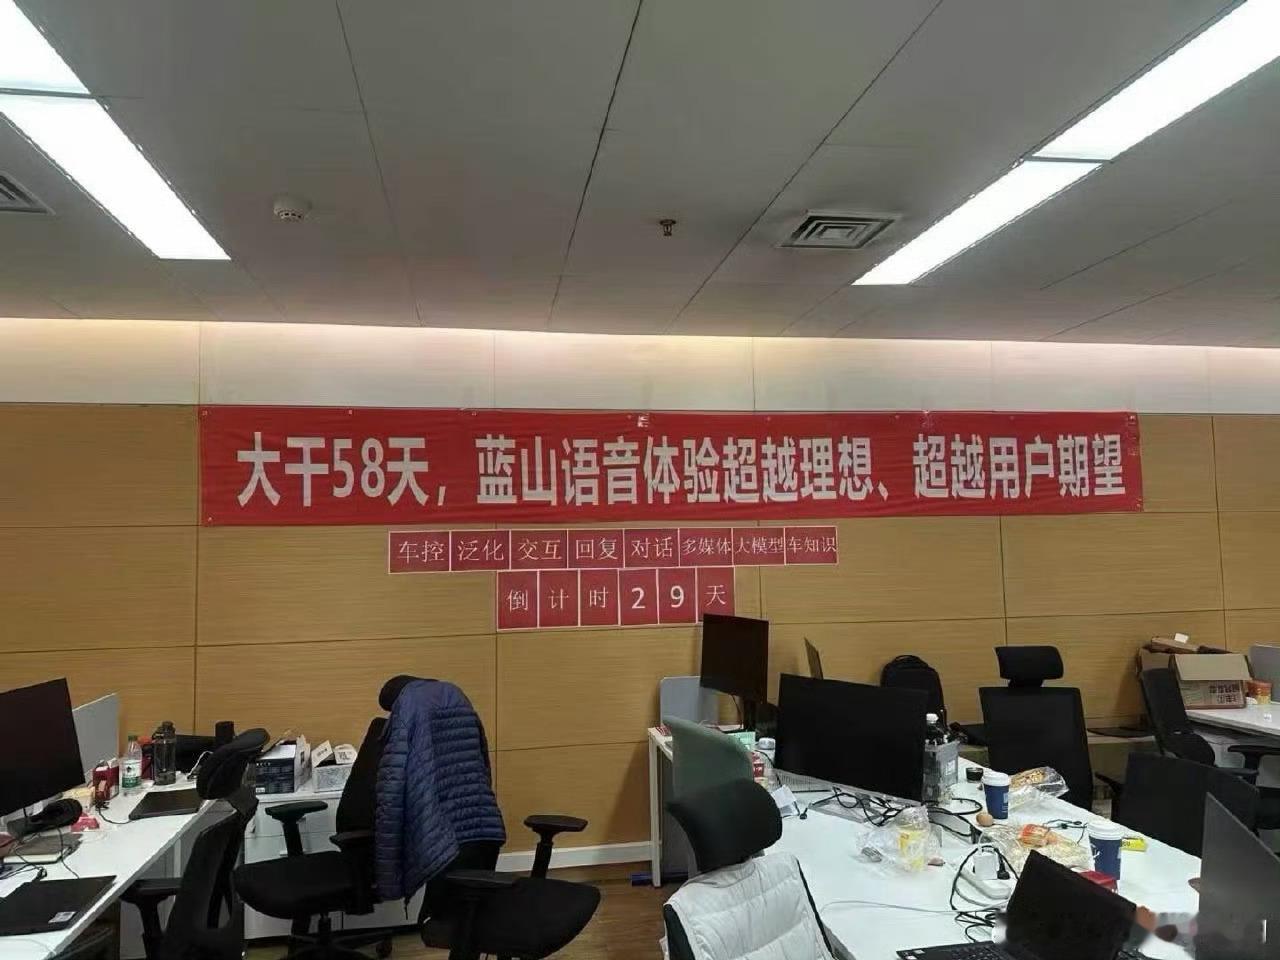 大干58天，蓝山语音体验超越理想、超越用户期望
车控 泛化 交互 回复 对话 多媒体 大模型 车知识
倒计时29天